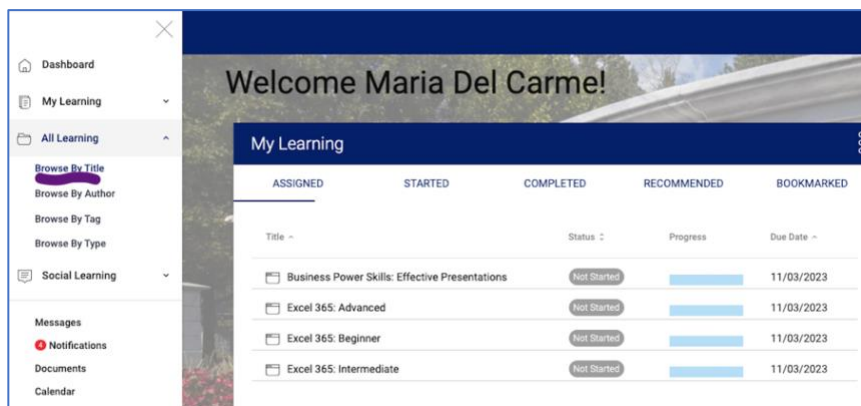 Dashboard
My Learning
All Learning
Browse By Title
Browse By Author
Browse By Tag
Browse By Type
Social Learning
Messages
4 Notifications
Documents
Calendar
Welcome Maria Del Carme!
My Learning
ASSIGNED STARTED COMPLETED RECOMMENDED BOOKMARKED
Title Status Progress Due Date
Business Power Skills: Effective Presentations Not Started 11/03/2023
Excel 365: Advanced Not Started 11/03/2023
Excel 365: Beginner Not Started 11/03/2023
Excel 365: Intermediate Not Started 11/03/2023